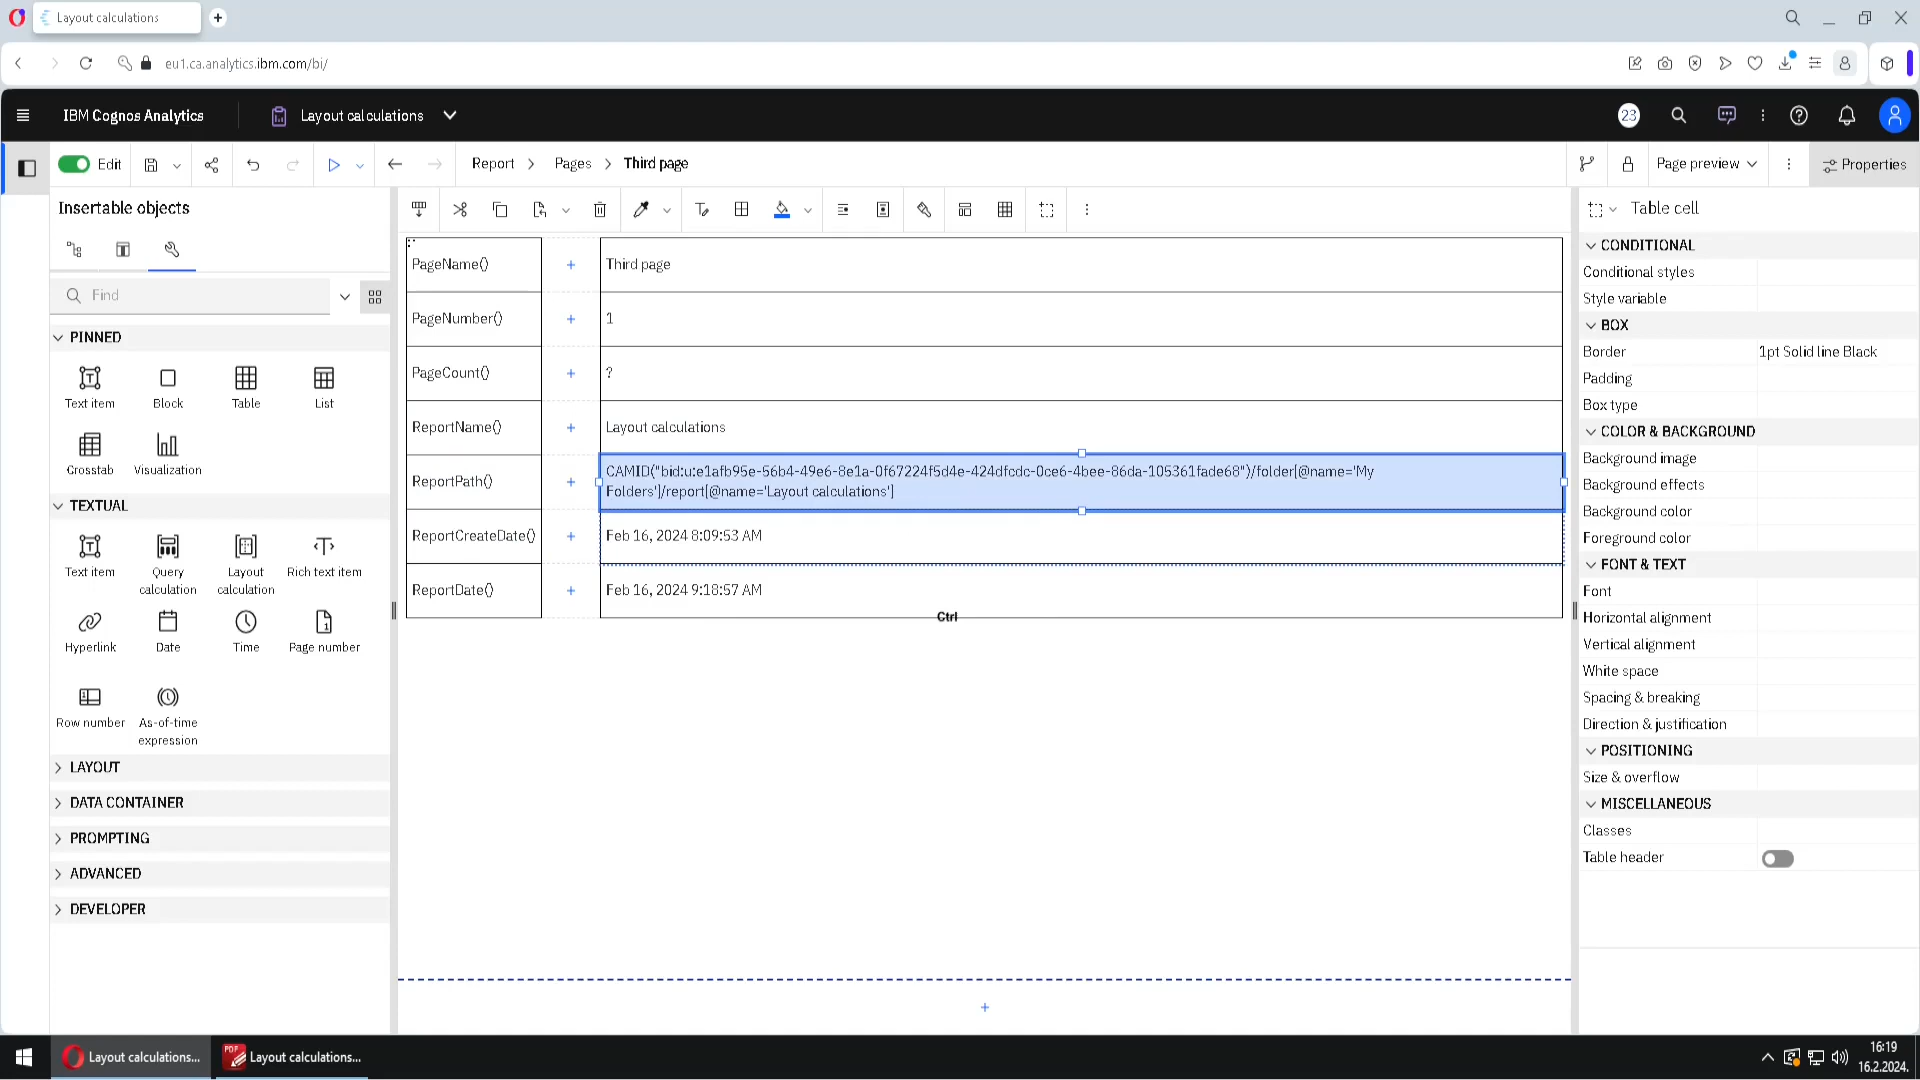 Layout calculations
eu1.ca.analytics.ibm.com/bi/
IBM Cognos Analytics
Layout calculations
23
Edit
Report
Pages
Third page
Page preview
Properties
Insertable objects
Find
PINNED
Text item
Block
Table
List
Crosstab
Visualization
TEXTUAL
Text item
Query
calculation
Layout
calculation
Rich text item
Hyperlink
Date
Time
Page number
Row number
As-of-time
expression
LAYOUT
DATA CONTAINER
PROMPTING
ADVANCED
DEVELOPER
PageName()
Third page
PageNumber()
1
PageCount()
?
ReportName()
Layout calculations
ReportPath()
CAMID("bid:u:e1afb95e-56b4-49e6-8e1a-0f67224f5d4e-424dfcdc-0ce6-4bee-86da-105361fade68")/folder[@name='My
Folders']/report[@name='Layout calculations']
ReportCreateDate()
Feb 16, 2024 8:09:53 AM
ReportDate()
Feb 16, 2024 9:18:57 AM
Ctrl
Table cell
CONDITIONAL
Conditional styles
Style variable
BOX
Border
1pt Solid line Black
Padding
Box type
COLOR & BACKGROUND
Background image
Background effects
Background color
Foreground color
FONT & TEXT
Font
Horizontal alignment
Vertical alignment
White space
Spacing & breaking
Direction & justification
POSITIONING
Size & overflow
MISCELLANEOUS
Classes
Table header
Layout calculations...
PDF
Layout calculations...
16:19
16.2.2024.